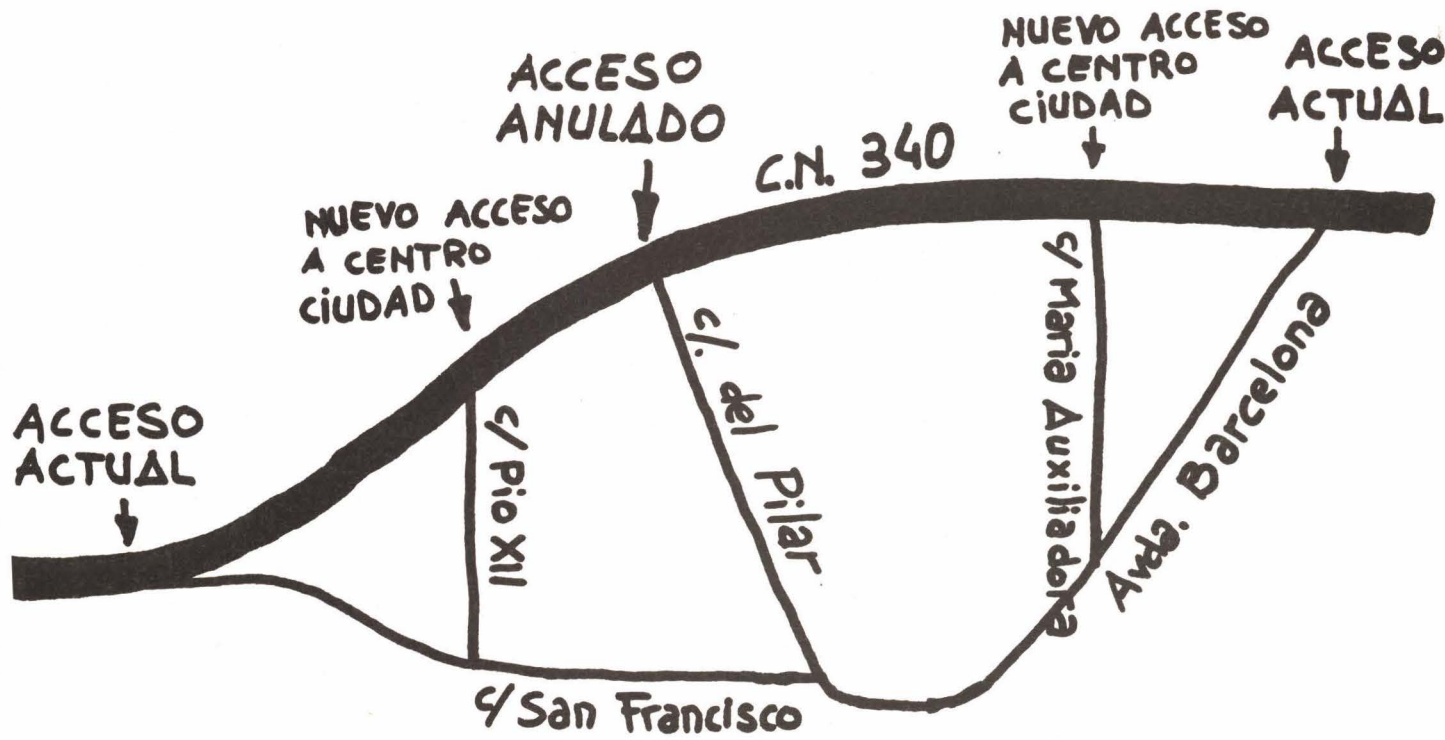 ACCESO
ANULADO
NUEVO ACCESO
A CENTRO
CiUDAD
ACCESO
ACTUAL
C.N. 340
NUEVO ACCESO
A CENTRO
CiUDAD
ACCESO
ACTUAL
c/ Pio XII
c/. del Pilar
c/ Maria Auxiliadora
Avda. Barcelona
c/ San Francisco